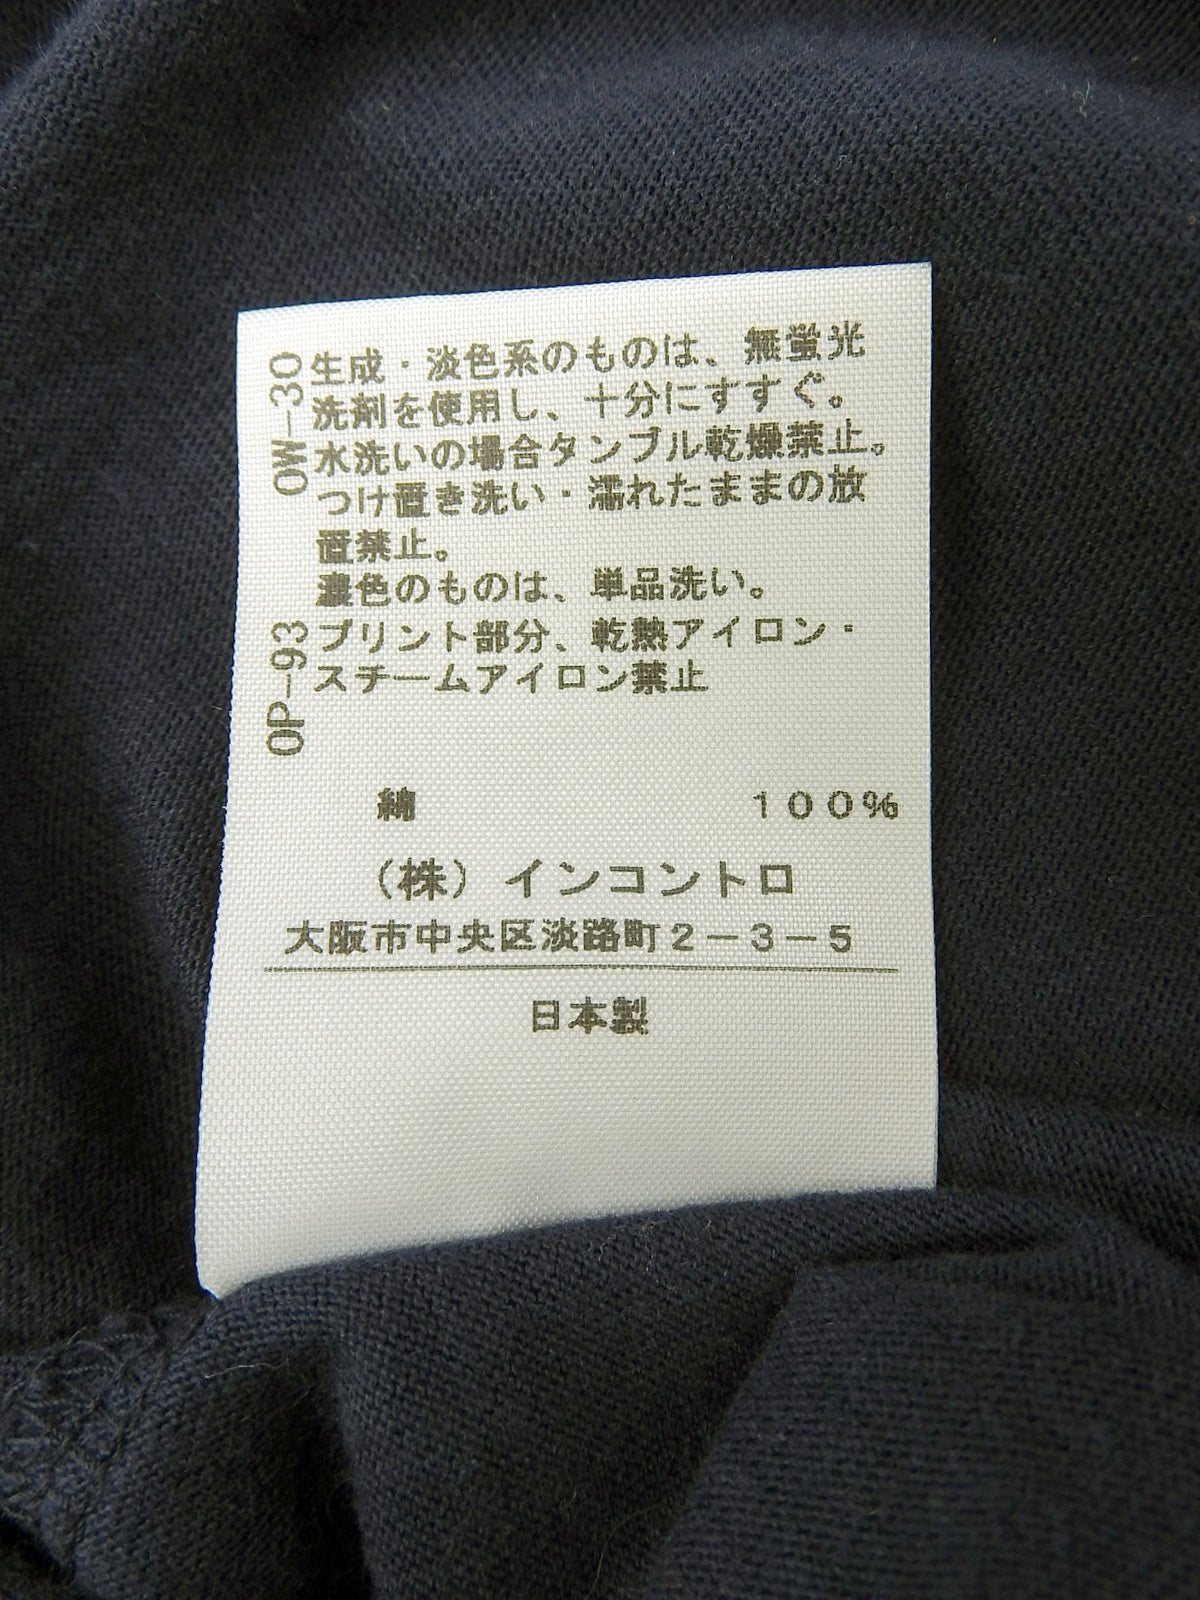 OW-30
生成・淡色系のものは、無蛍光
洗剤を使用し、十分にすすぐ。
水洗いの場合タンブル乾燥禁止。
つけ置き洗い・濡れたままの放
置禁止。
濃色のものは、単品洗い。
OP-93
プリント部分、乾熱アイロン・
スチームアイロン禁止
綿 100%
(株) インコントロ
大阪市中央区淡路町2-3-5
日本製